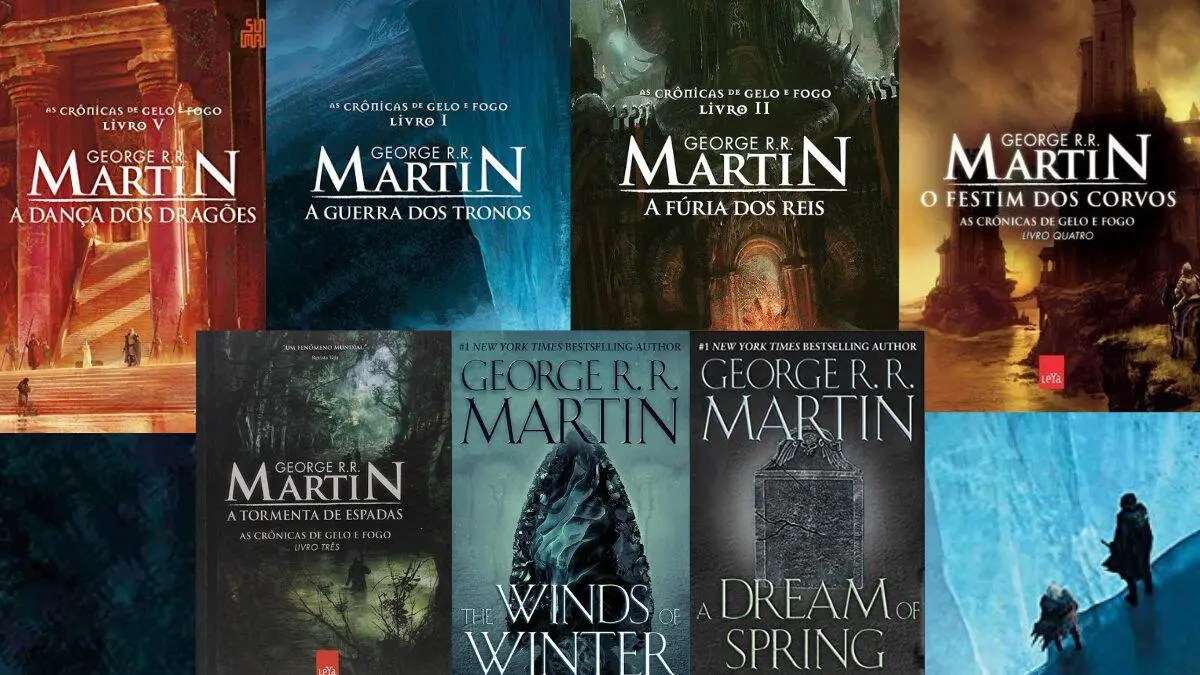 SUMA
AS CRÔNICAS DE GELO E FOGO
LIVRO V
GEORGE R.R.
MARTIN
A DANÇA DOS DRAGÕES
AS CRÔNICAS DE GELO E FOGO
LIVRO I
GEORGE R.R.
MARTIN
A GUERRA DOS TRONOS
AS CRÔNICAS DE GELO E FOGO
LIVRO II
GEORGE R.R.
MARTIN
A FÚRIA DOS REIS
GEORGE R.R.
MARTIN
O FESTIM DOS CORVOS
AS CRÔNICAS DE GELO E FOGO
LIVRO QUATRO
LeYa
"UM FENÔMENO MUNDIAL."
Revista Veja
GEORGE R.R.
MARTIN
A TORMENTA DE ESPADAS
AS CRÔNICAS DE GELO E FOGO
LIVRO TRÊS
LeYa
#1 NEW YORK TIMES BESTSELLING AUTHOR
GEORGE R. R.
MARTIN
THE WINDS OF
WINTER
#1 NEW YORK TIMES BESTSELLING AUTHOR
GEORGE R. R.
MARTIN
A DREAM OF
SPRING